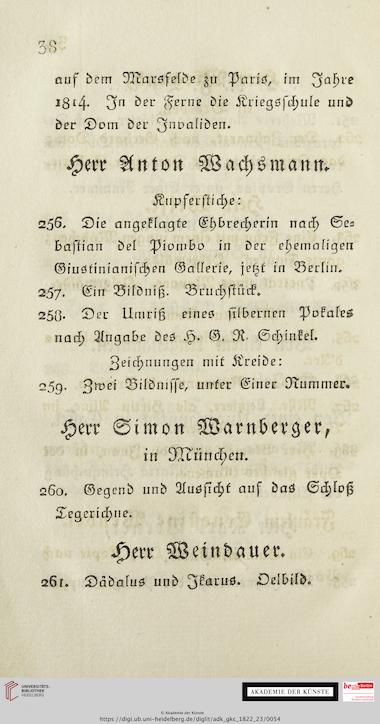 38
auf dem Marsfelde zu Paris, im Jahre
1814. In der Ferne die Kriegsschule und
der Dom der Invaliden.
Herr Anton Wachsmann.
Kupferstiche:
256. Die angeklagte Ehbrecherin nach Se-
bastian del Piombo in der ehemaligen
Giustinianischen Gallerie, jetzt in Berlin.
257. Ein Bildniß. Bruchstück.
258. Der Umriß eines silbernen Pokales
nach Angabe des H. G. R. Schinkel.
Zeichnungen mit Kreide:
259. Zwei Bildnisse, unter Einer Nummer.
Herr Simon Warnberger,
in München.
260. Gegend und Aussicht auf das Schloß
Tegerichne.
Herr Weindauer.
261. Dädalus und Ikarus. Oelbild.
UNIVERSITÄTS-
BIBLIOTHEK
HEIDELBERG
AKADEMIE DER KÜNSTE
© Akademie der Künste
https://digi.ub.uni-heidelberg.de/diglit/adk_gkc_1822_23/0054